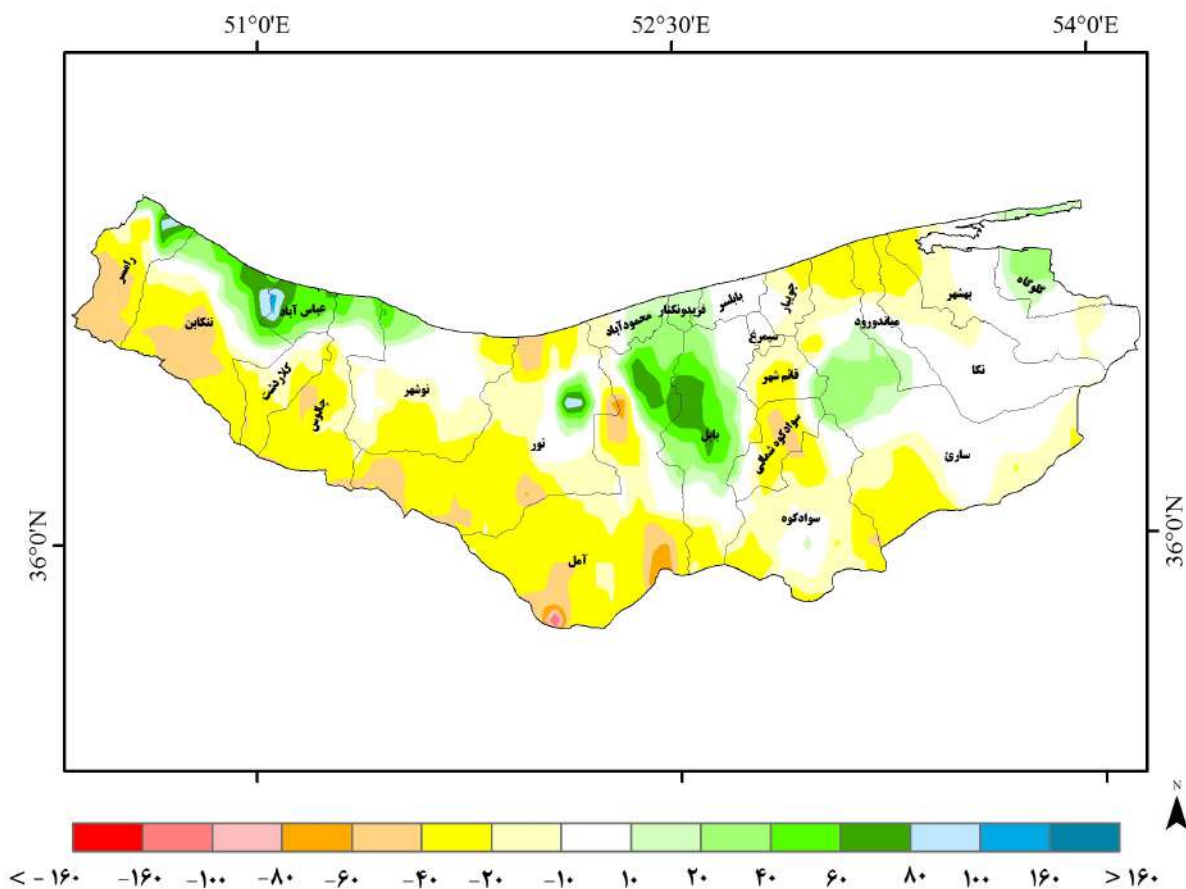 51°0'E 52°30'E 54°0'E
رامسر
تنکابن
عباس آباد
کلاردشت
چالوس
نوشهر
نور
محمودآباد
فریدونکنار
بابلسر
جویبار
سیمرغ
قائم شهر
میاندورود
بهشهر
گلوگاه
نکا
بابل
سوادکوه شمالی
ساری
سوادکوه
آمل
36°0'N 36°0'N
N
< -۱۶۰ -۱۶۰ -۱۰۰ -۸۰ -۶۰ -۴۰ -۲۰ -۱۰ ۱۰ ۲۰ ۴۰ ۶۰ ۸۰ ۱۰۰ ۱۶۰ > ۱۶۰